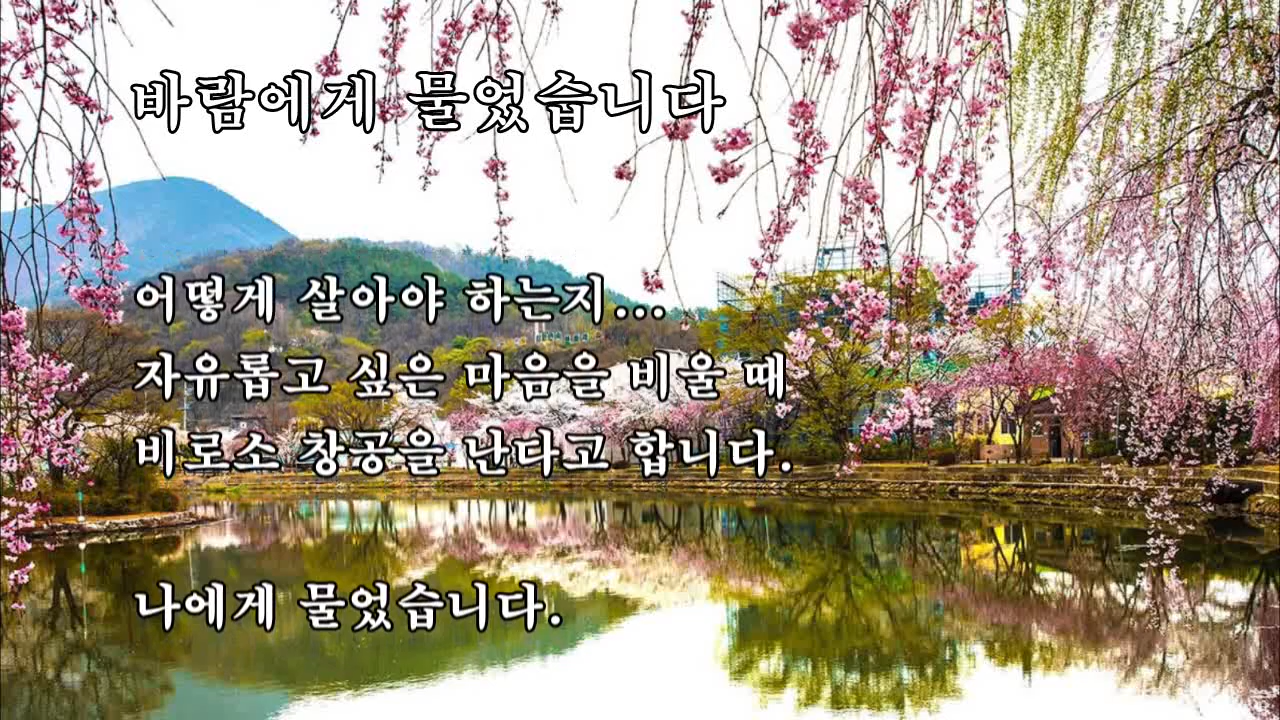 바람에게 물었습니다
어떻게 살아야 하는지...
자유롭고 싶은 마음을 비울 때
비로소 창공을 난다고 합니다.
나에게 물었습니다.